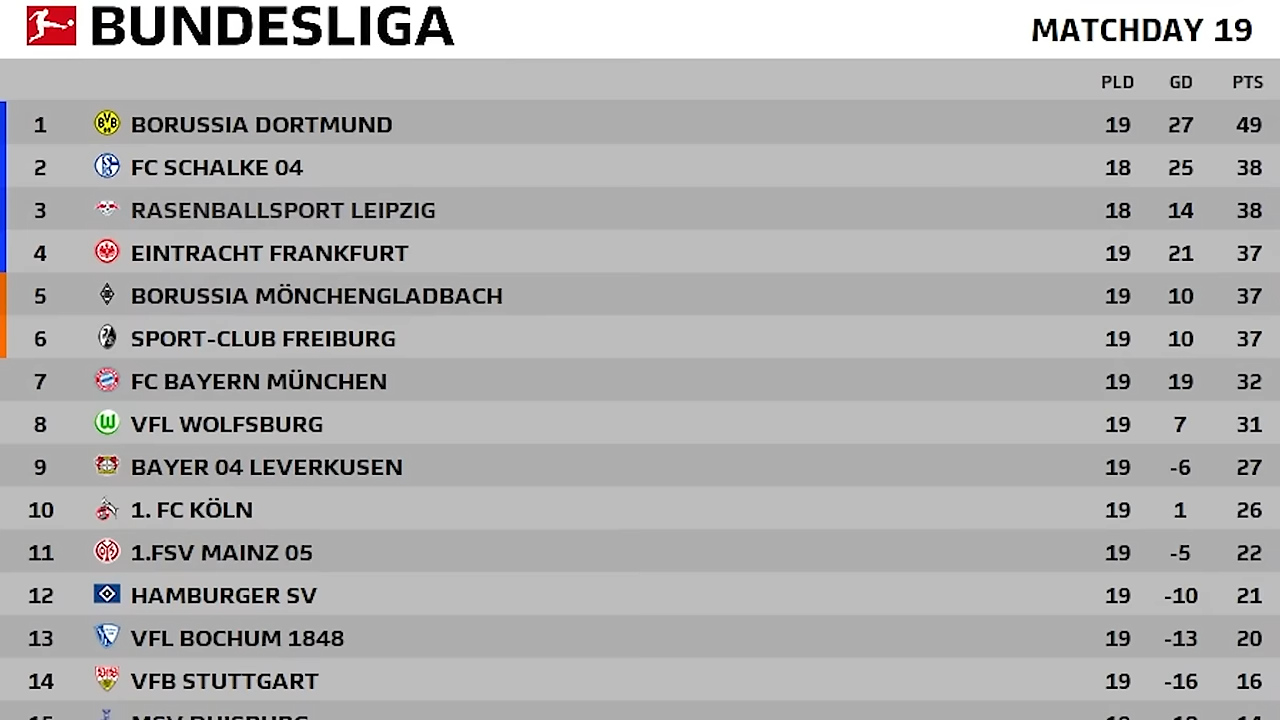 BUNDESLIGA
MATCHDAY 19
PLD GD PTS
1 BORUSSIA DORTMUND 19 27 49
2 FC SCHALKE 04 18 25 38
3 RASENBALLSPORT LEIPZIG 18 14 38
4 EINTRACHT FRANKFURT 19 21 37
5 BORUSSIA MÖNCHENGLADBACH 19 10 37
6 SPORT-CLUB FREIBURG 19 10 37
7 FC BAYERN MÜNCHEN 19 19 32
8 VFL WOLFSBURG 19 7 31
9 BAYER 04 LEVERKUSEN 19 -6 27
10 1. FC KÖLN 19 1 26
11 1.FSV MAINZ 05 19 -5 22
12 HAMBURGER SV 19 -10 21
13 VFL BOCHUM 1848 19 -13 20
14 VFB STUTTGART 19 -16 16
15 MSV DUISBURG